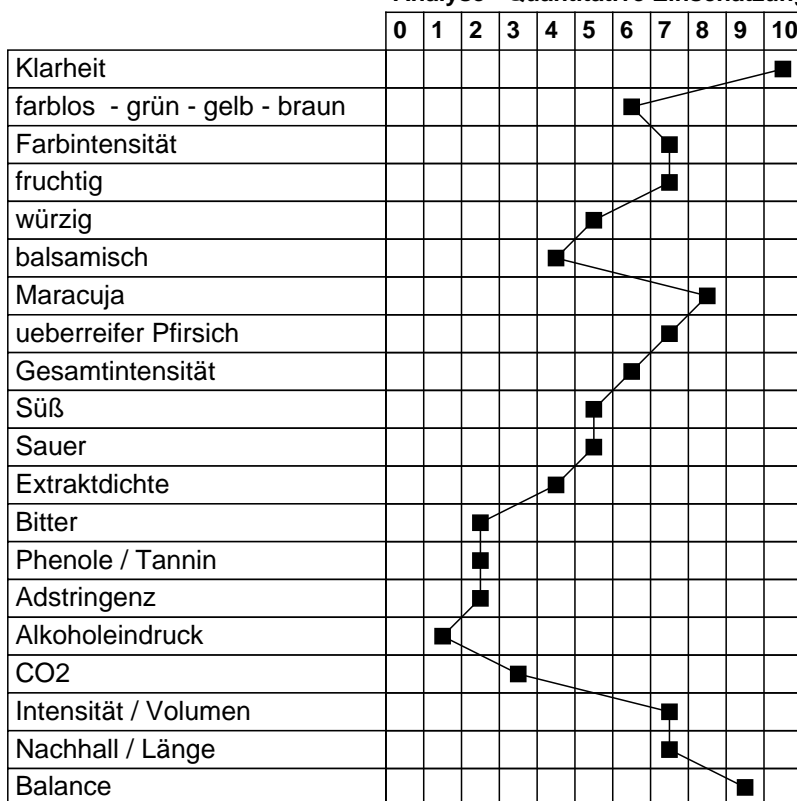 0 1 2 3 4 5 6 7 8 9 10
Klarheit
farblos - grün - gelb - braun
Farbintensität
fruchtig
würzig
balsamisch
Maracuja
ueberreifer Pfirsich
Gesamtintensität
Süß
Sauer
Extraktdichte
Bitter
Phenole / Tannin
Adstringenz
Alkoholeindruck
CO2
Intensität / Volumen
Nachhall / Länge
Balance